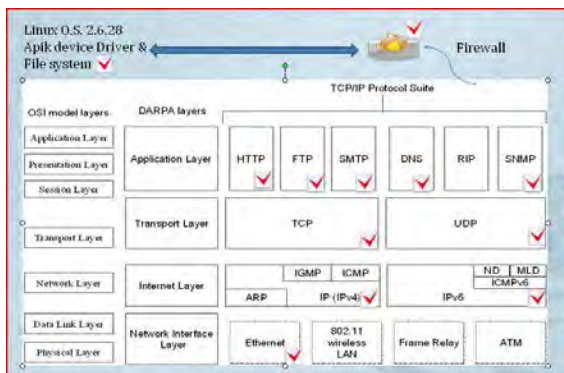 Linux O.S. 2.6.28
Apik device Driver &
File system
Firewall
TCP/IP Protocol Suite
OSI model layers
DARPA layers
Application Layer
Presentation Layer
Session Layer
Application Layer
HTTP
FTP
SMTP
DNS
RIP
SNMP
Transport Layer
Transport Layer
TCP
UDP
Network Layer
Internet Layer
IGMP
ICMP
ARP
IP (IPv4)
ND
MLD
ICMPv6
IPv6
Data Link Layer
Physical Layer
Network Interface
Layer
Ethernet
802.11
wireless
LAN
Frame Relay
ATM